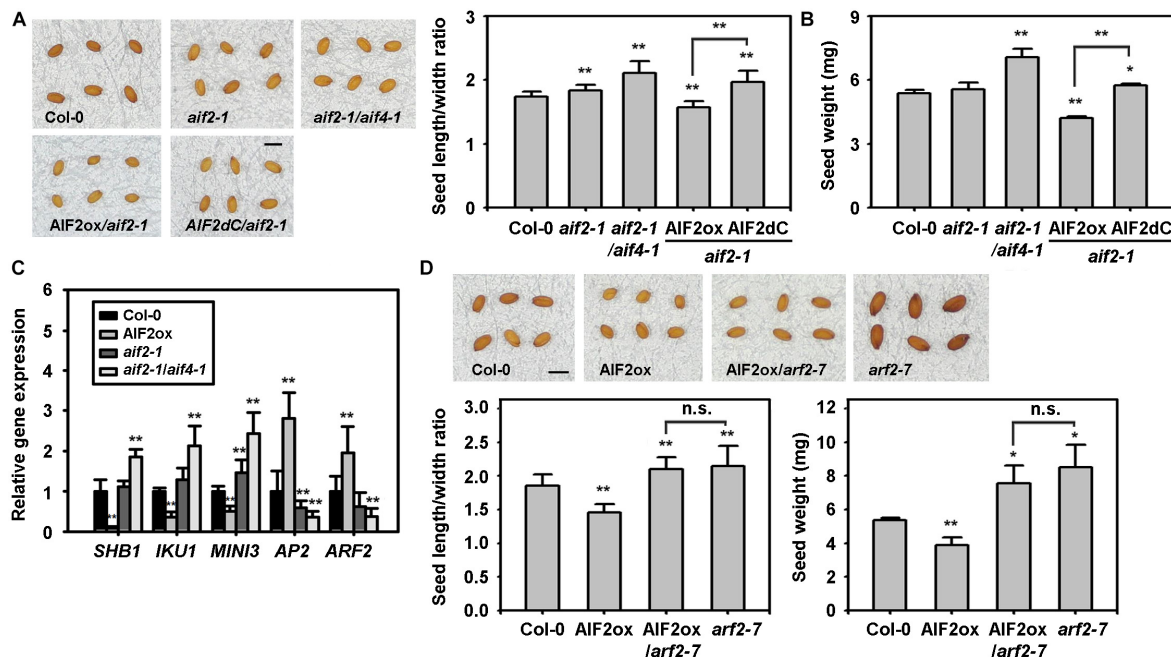 A
Col-0
aif2-1
aif2-1/aif4-1
AIF2ox/aif2-1
AIF2dC/aif2-1
Seed length/width ratio
3
2
1
0
**
**
**
**
**
Col-0 aif2-1 aif2-1 AIF2ox AIF2dC
/aif4-1
aif2-1
B
Seed weight (mg)
9
6
3
0
**
**
**
*
Col-0 aif2-1 aif2-1 AIF2ox AIF2dC
/aif4-1
aif2-1
C
Relative gene expression
6
5
4
3
2
1
0
Col-0
AIF2ox
aif2-1
aif2-1/aif4-1
**
**
**
**
**
**
**
**
**
**
**
**
SHB1 IKU1 MINI3 AP2 ARF2
D
Col-0
AIF2ox
AIF2ox/arf2-7
arf2-7
Seed length/width ratio
3.0
2.5
2.0
1.5
1.0
0.5
0.0
**
**
n.s.
**
Col-0 AIF2ox AIF2ox arf2-7
/arf2-7
Seed weight (mg)
12
10
8
6
4
2
0
**
*
n.s.
*
Col-0 AIF2ox AIF2ox arf2-7
/arf2-7